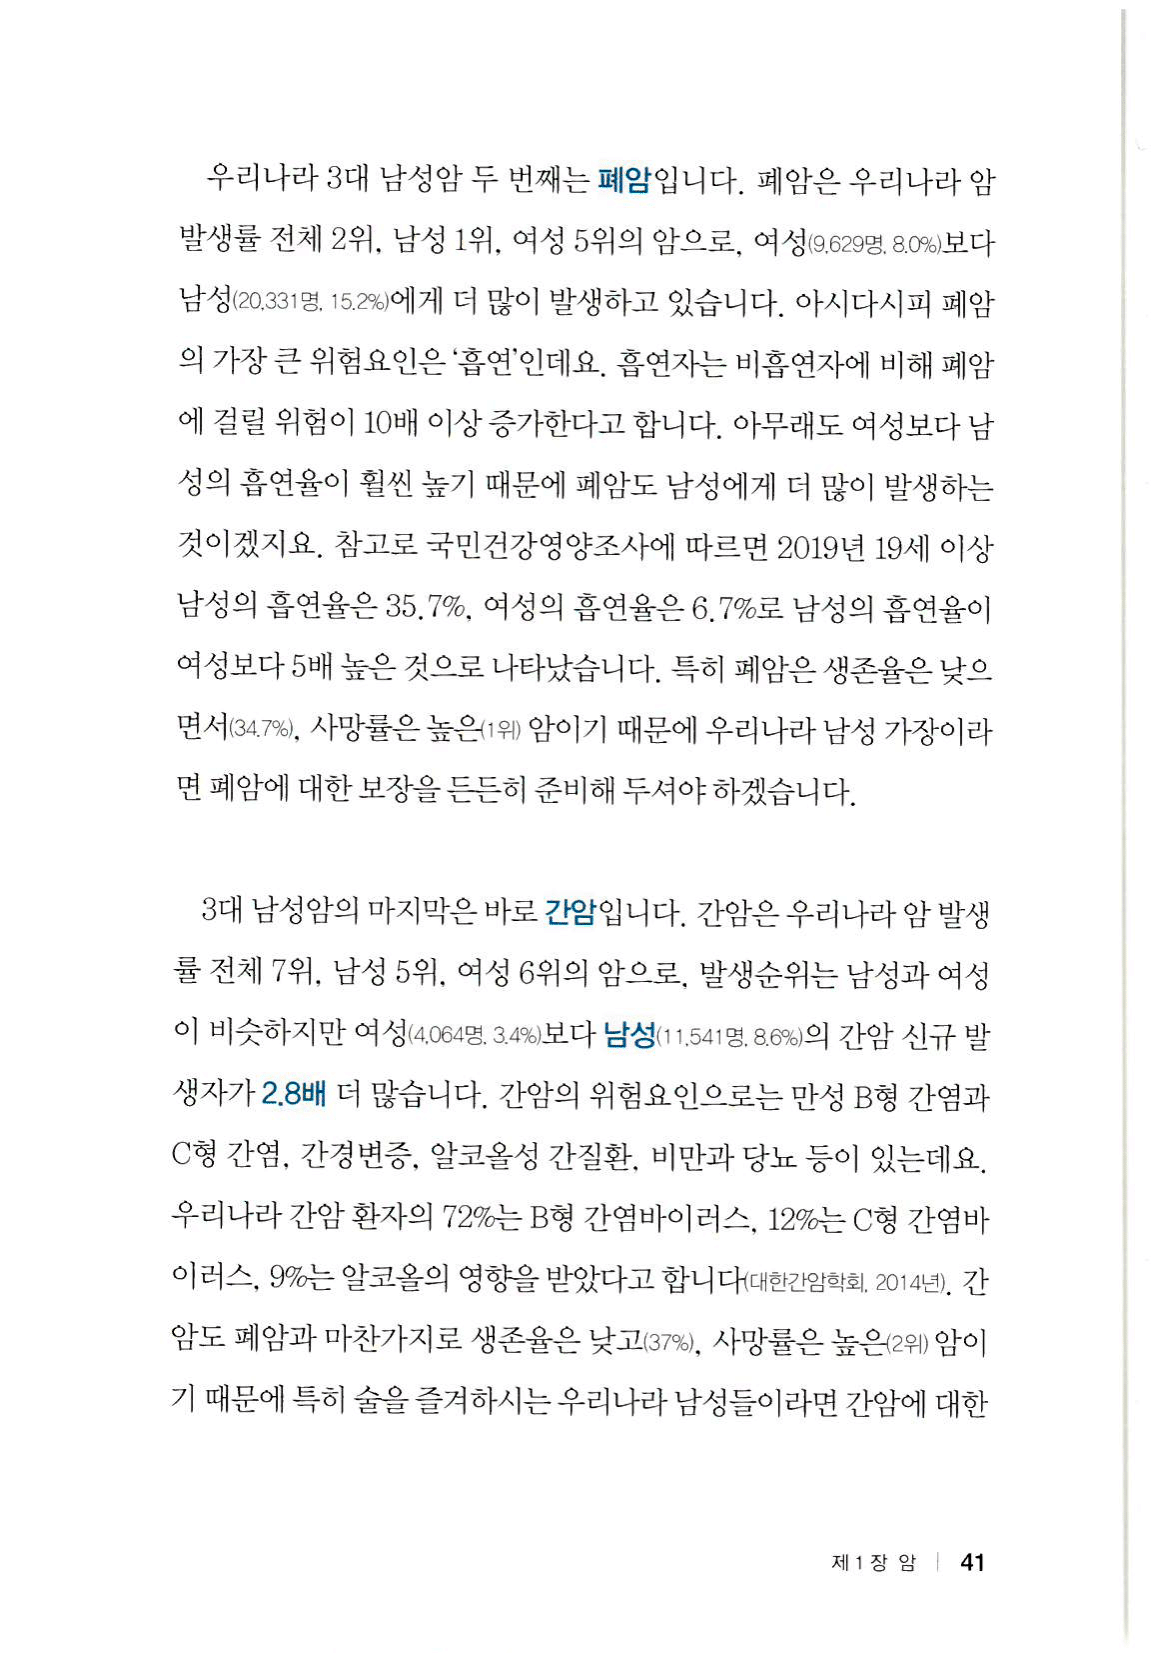 우리나라 3대 남성암 두 번째는 폐암입니다. 폐암은 우리나라 암
발생률 전체 2위, 남성 1위, 여성 5위의 암으로, 여성(9,629명, 8.0%)보다
남성(20,331명, 15.2%)에게 더 많이 발생하고 있습니다. 아시다시피 폐암
의 가장 큰 위험요인은 ‘흡연’인데요. 흡연자는 비흡연자에 비해 폐암
에 걸릴 위험이 10배 이상 증가한다고 합니다. 아무래도 여성보다 남
성의 흡연율이 훨씬 높기 때문에 폐암도 남성에게 더 많이 발생하는
것이겠지요. 참고로 국민건강영양조사에 따르면 2019년 19세 이상
남성의 흡연율은 35.7%, 여성의 흡연율은 6.7%로 남성의 흡연율이
여성보다 5배 높은 것으로 나타났습니다. 특히 폐암은 생존율은 낮으
면서(34.7%), 사망률은 높은(1위) 암이기 때문에 우리나라 남성 가장이라
면 폐암에 대한 보장을 든든히 준비해 두셔야 하겠습니다.
3대 남성암의 마지막은 바로 간암입니다. 간암은 우리나라 암 발생
률 전체 7위, 남성 5위, 여성 6위의 암으로, 발생순위는 남성과 여성
이 비슷하지만 여성(4,064명, 3.4%)보다 남성(11,541명, 8.6%)의 간암 신규 발
생자가 2.8배 더 많습니다. 간암의 위험요인으로는 만성 B형 간염과
C형 간염, 간경변증, 알코올성 간질환, 비만과 당뇨 등이 있는데요.
우리나라 간암 환자의 72%는 B형 간염바이러스, 12%는 C형 간염바
이러스, 9%는 알코올의 영향을 받았다고 합니다(대한간암학회, 2014년). 간
암도 폐암과 마찬가지로 생존율은 낮고(37%), 사망률은 높은(2위) 암이
기 때문에 특히 술을 즐겨하시는 우리나라 남성들이라면 간암에 대한
제1장 암 | 41